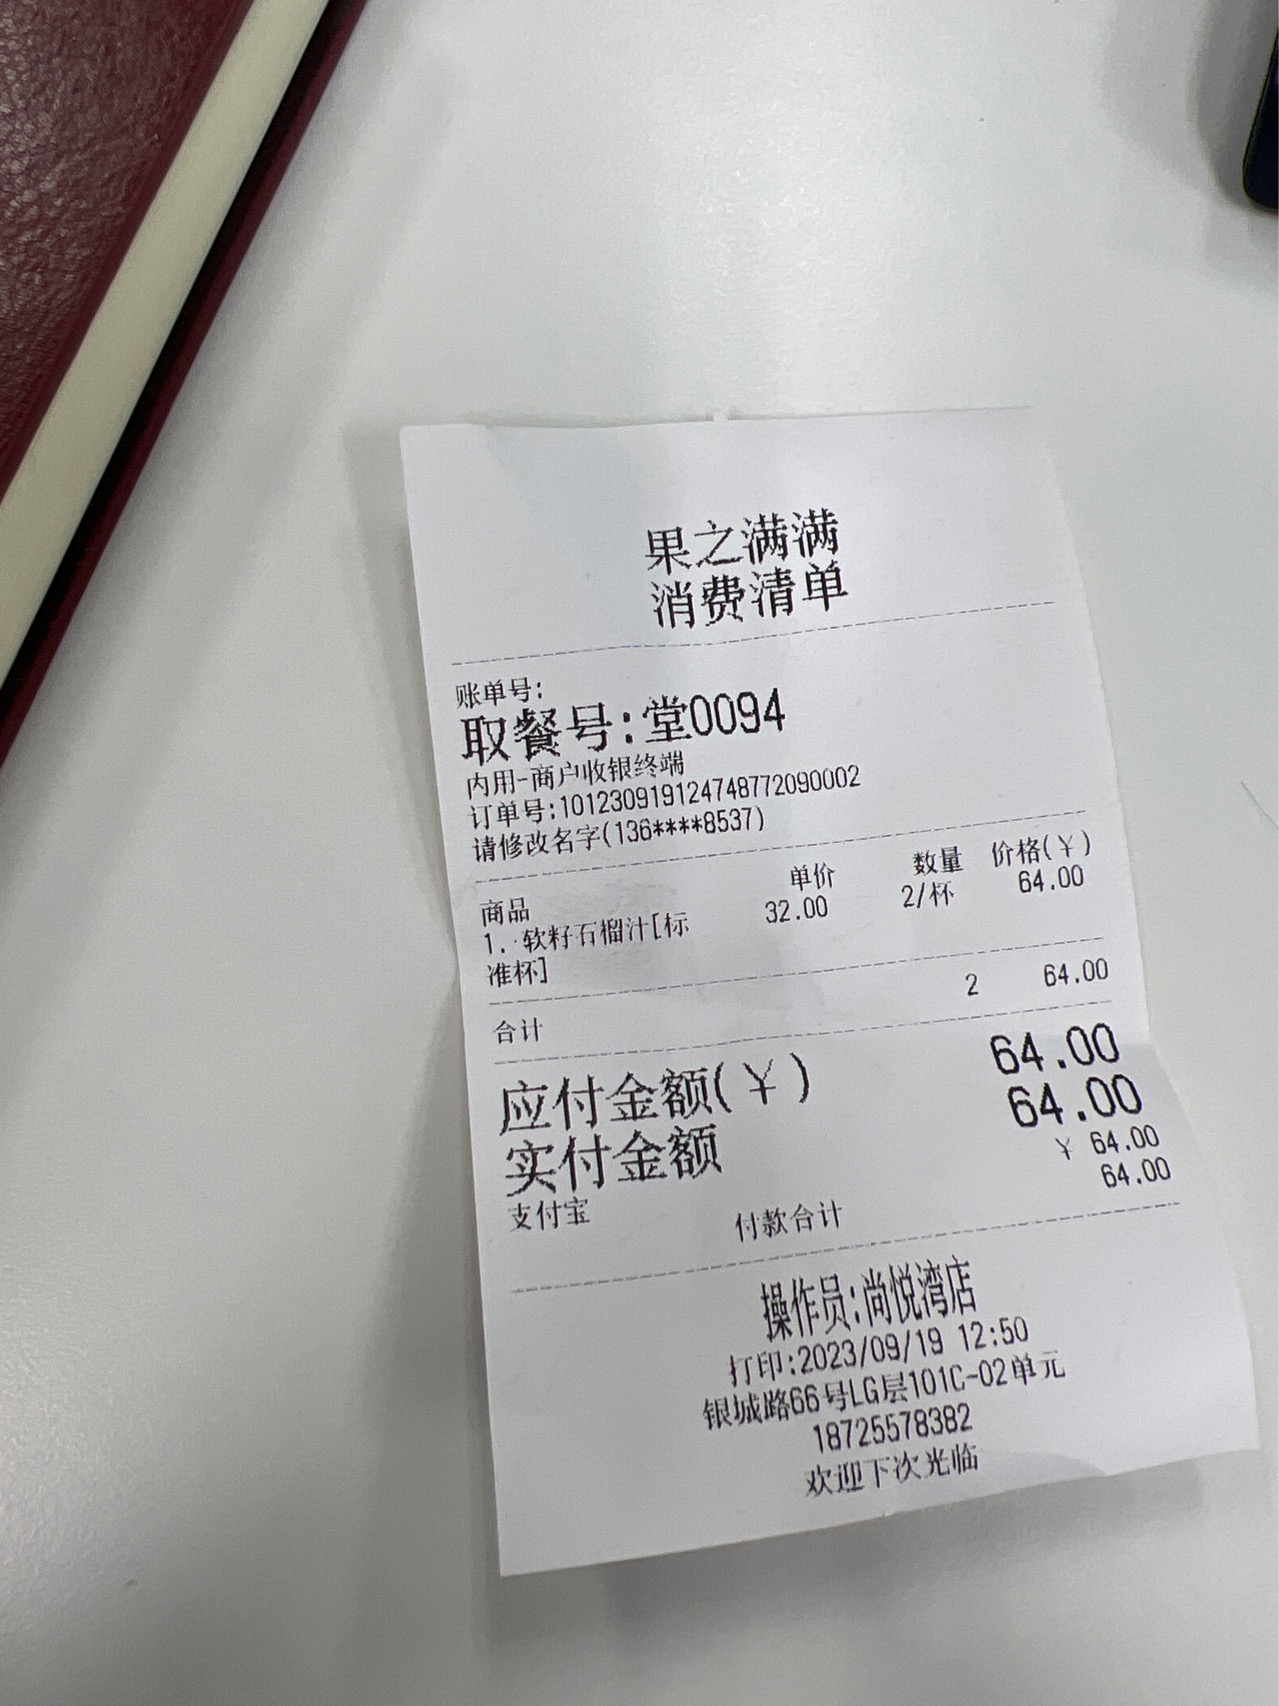 果之满满
消费清单
账单号:
取餐号:堂0094
内用-商户收银终端
订单号:10123091912474877209​0002
请修改名字(136****8537)
商品 单价 数量 价格(￥)
1.·软籽石榴汁[标 32.00 2/杯 64.00
准杯]
合计 2 64.00
应付金额(￥) 64.00
实付金额 64.00
支付宝 ￥ 64.00
付款合计 64.00
操作员:尚悦湾店
打印:2023/09/19 12:50
银城路66号LG层101C-02单元
18725578382
欢迎下次光临